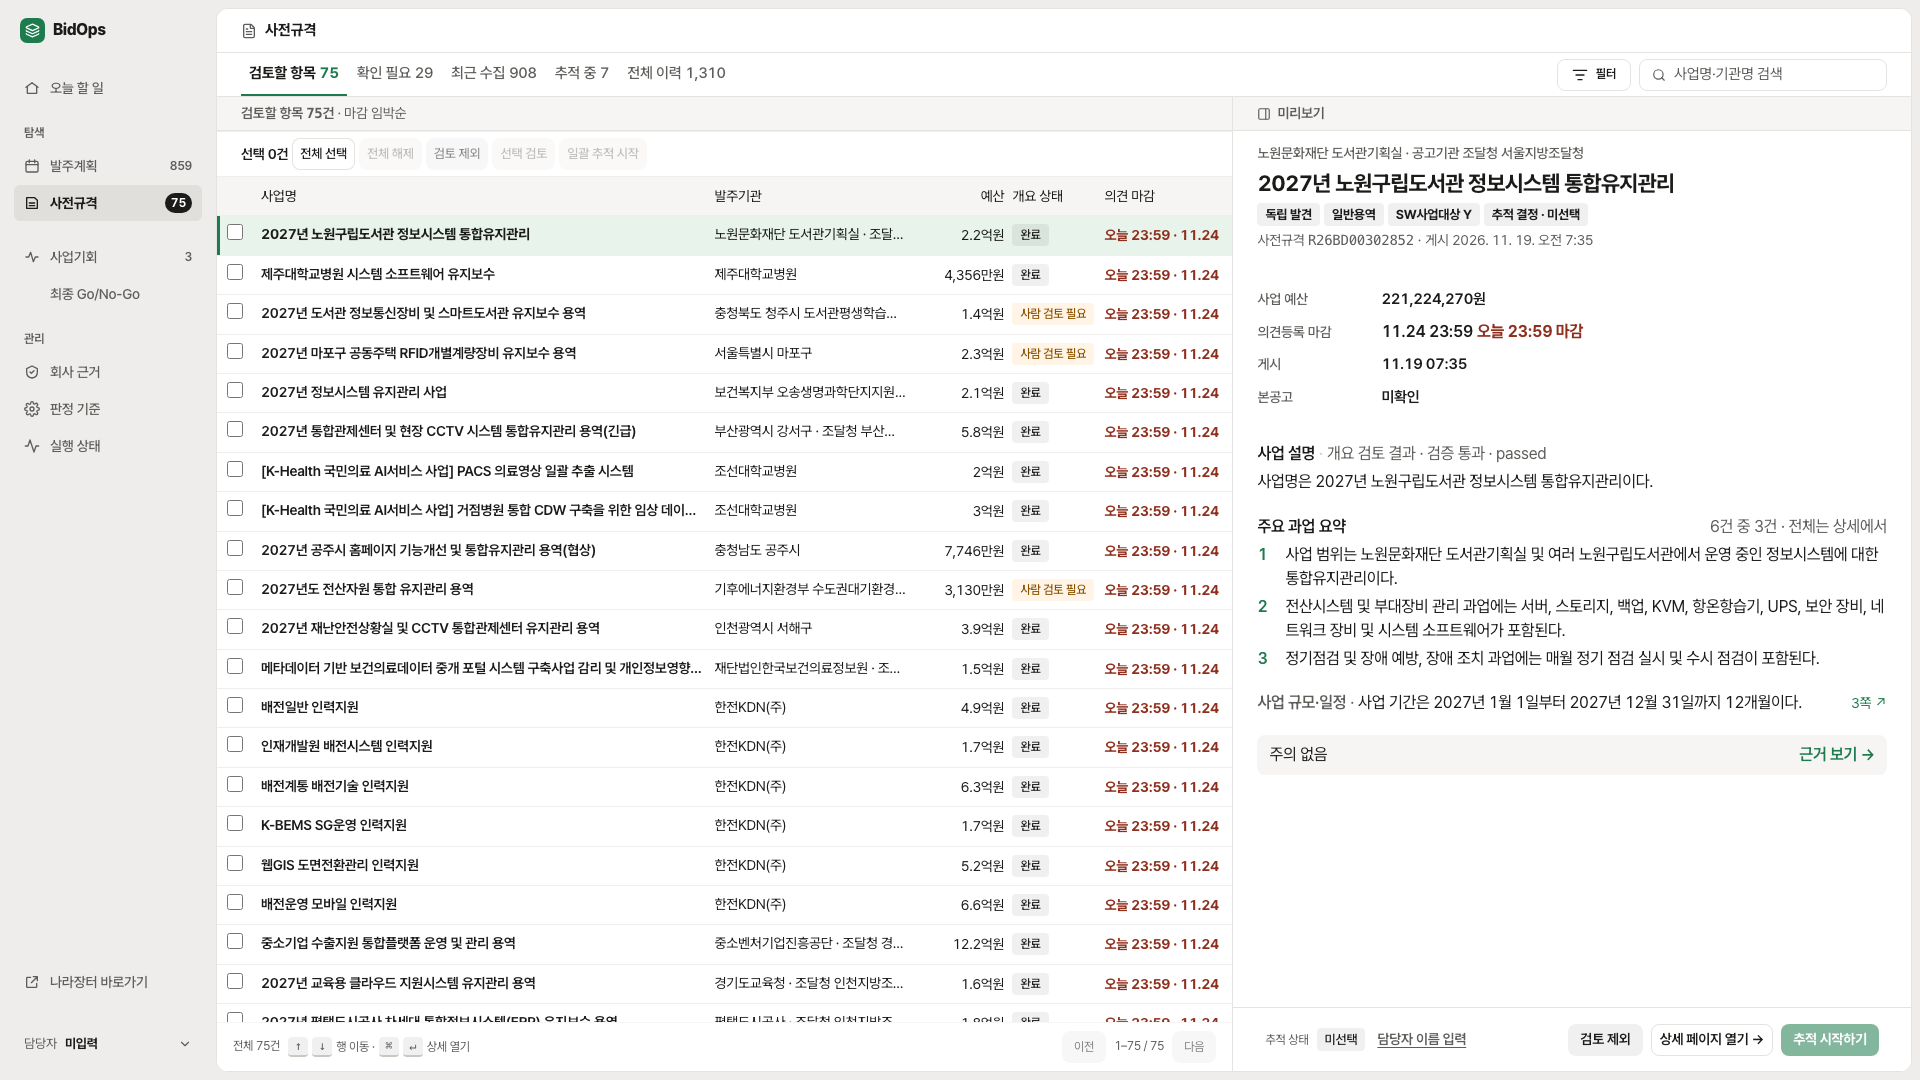 BidOps
오늘 할 일
탐색
발주계획 859
사전규격 75
사업기회 3
최종 Go/No-Go
관리
회사 근거
판정 기준
실행 상태
나라장터 바로가기
담당자 미입력
사전규격
검토할 항목 75 확인 필요 29 최근 수집 908 추적 중 7 전체 이력 1,310
필터
사업명·기관명 검색
검토할 항목 75건 · 마감 임박순
선택 0건 전체 선택 전체 해제 검토 제외 선택 검토 일괄 추적 시작
사업명 발주기관 예산 개요 상태 의견 마감
2027년 노원구립도서관 정보시스템 통합유지관리 노원문화재단 도서관기획실 · 조달... 2.2억원 완료 오늘 23:59 · 11.24
제주대학교병원 시스템 소프트웨어 유지보수 제주대학교병원 4,356만원 완료 오늘 23:59 · 11.24
2027년 도서관 정보통신장비 및 스마트도서관 유지보수 용역 충청북도 청주시 도서관평생학습... 1.4억원 사람 검토 필요 오늘 23:59 · 11.24
2027년 마포구 공동주택 RFID개별계량장비 유지보수 용역 서울특별시 마포구 2.3억원 사람 검토 필요 오늘 23:59 · 11.24
2027년 정보시스템 유지관리 사업 보건복지부 오송생명과학단지지원... 2.1억원 완료 오늘 23:59 · 11.24
2027년 통합관제센터 및 현장 CCTV 시스템 통합유지관리 용역(긴급) 부산광역시 강서구 · 조달청 부산... 5.8억원 완료 오늘 23:59 · 11.24
[K-Health 국민의료 AI서비스 사업] PACS 의료영상 일괄 추출 시스템 조선대학교병원 2억원 완료 오늘 23:59 · 11.24
[K-Health 국민의료 AI서비스 사업] 거점병원 통합 CDW 구축을 위한 임상 데이... 조선대학교병원 3억원 완료 오늘 23:59 · 11.24
2027년 공주시 홈페이지 기능개선 및 통합유지관리 용역(협상) 충청남도 공주시 7,746만원 완료 오늘 23:59 · 11.24
2027년도 전산자원 통합 유지관리 용역 기후에너지환경부 수도권대기환경... 3,130만원 사람 검토 필요 오늘 23:59 · 11.24
2027년 재난안전상황실 및 CCTV 통합관제센터 유지관리 용역 인천광역시 서해구 3.9억원 완료 오늘 23:59 · 11.24
메타데이터 기반 보건의료데이터 중개 포털 시스템 구축사업 감리 및 개인정보영향... 재단법인한국보건의료정보원 · 조... 1.5억원 완료 오늘 23:59 · 11.24
배전일반 인력지원 한전KDN(주) 4.9억원 완료 오늘 23:59 · 11.24
인재개발원 배전시스템 인력지원 한전KDN(주) 1.7억원 완료 오늘 23:59 · 11.24
배전계통 배전기술 인력지원 한전KDN(주) 6.3억원 완료 오늘 23:59 · 11.24
K-BEMS SG운영 인력지원 한전KDN(주) 1.7억원 완료 오늘 23:59 · 11.24
웹GIS 도면전환관리 인력지원 한전KDN(주) 5.2억원 완료 오늘 23:59 · 11.24
배전운영 모바일 인력지원 한전KDN(주) 6.6억원 완료 오늘 23:59 · 11.24
중소기업 수출지원 통합플랫폼 운영 및 관리 용역 중소벤처기업진흥공단 · 조달청 경... 12.2억원 완료 오늘 23:59 · 11.24
2027년 교육용 클라우드 지원시스템 유지관리 용역 경기도교육청 · 조달청 인천지방조... 1.6억원 완료 오늘 23:59 · 11.24
2027년 평택도시공사 차세대 통합정보시스템(ERP) 유지보수 용역 평택도시공사 · 조달청 인천지방조... 1.8억원 완료 오늘 23:59 · 11.24
전체 75건 ↑ ↓ 행 이동 · ⌘ ↵ 상세 열기 이전 1–75 / 75 다음
미리보기
노원문화재단 도서관기획실 · 공고기관 조달청 서울지방조달청
2027년 노원구립도서관 정보시스템 통합유지관리
독립 발견 일반용역 SW사업대상 Y 추적 결정 · 미선택
사전규격 R26BD00302852 · 게시 2026. 11. 19. 오전 7:35
사업 예산 221,224,270원
의견등록 마감 11.24 23:59 오늘 23:59 마감
게시 11.19 07:35
본공고 미확인
사업 설명 · 개요 검토 결과 · 검증 통과 · passed
사업명은 2027년 노원구립도서관 정보시스템 통합유지관리이다.
주요 과업 요약 6건 중 3건 · 전체는 상세에서
1 사업 범위는 노원문화재단 도서관기획실 및 여러 노원구립도서관에서 운영 중인 정보시스템에 대한
통합유지관리이다.
2 전산시스템 및 부대장비 관리 과업에는 서버, 스토리지, 백업, KVM, 항온항습기, UPS, 보안 장비, 네
트워크 장비 및 시스템 소프트웨어가 포함된다.
3 정기점검 및 장애 예방, 장애 조치 과업에는 매월 정기 점검 실시 및 수시 점검이 포함된다.
사업 규모·일정 · 사업 기간은 2027년 1월 1일부터 2027년 12월 31일까지 12개월이다. 3쪽 ↗
주의 없음 근거 보기 →
추적 상태 미선택 담당자 이름 입력 검토 제외 상세 페이지 열기 → 추적 시작하기